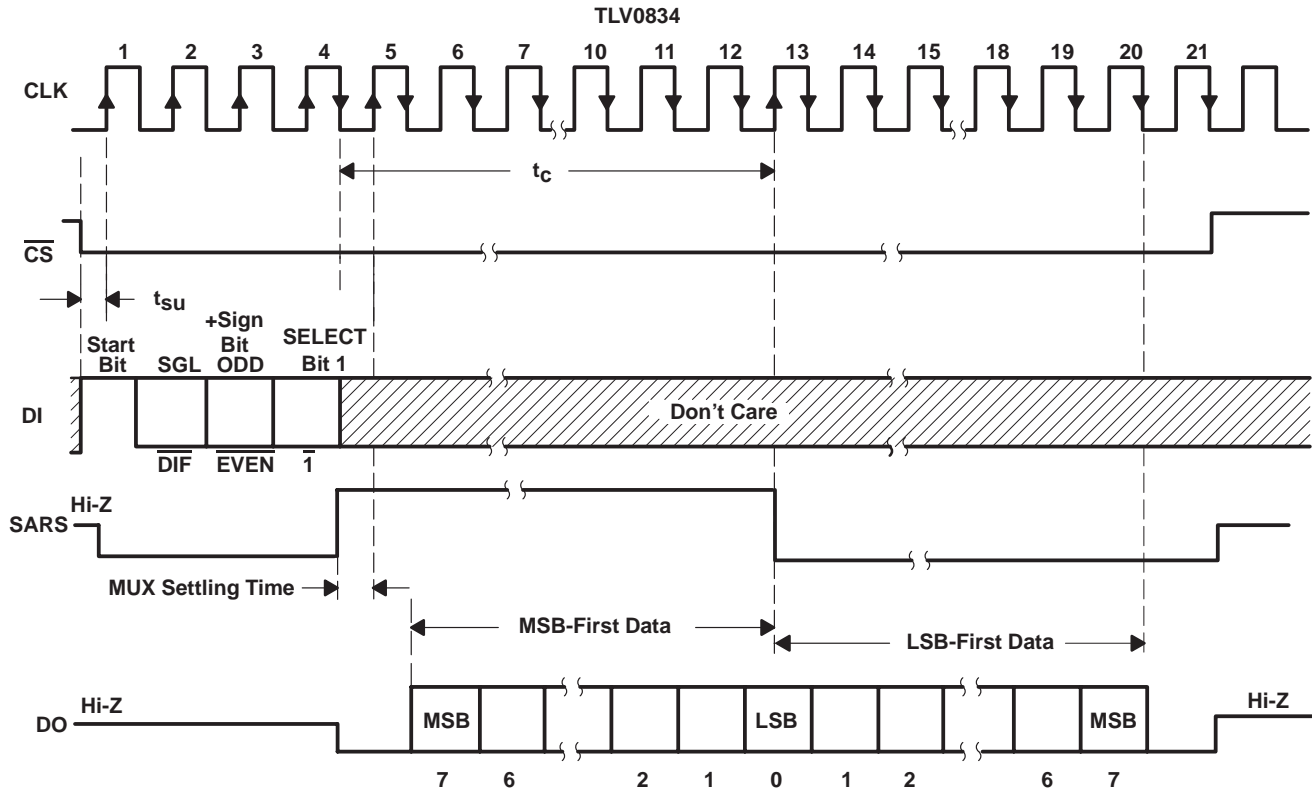 TLV0834
1 2 3 4 5 6 7 10 11 12 13 14 15 18 19 20 21
CLK
tc
CS
tsu
Start
Bit
SGL
+Sign
Bit
ODD
SELECT
Bit 1
DI
Don't Care
DIF EVEN 1
Hi-Z
SARS
MUX Settling Time
MSB-First Data
LSB-First Data
Hi-Z
Hi-Z
DO
MSB LSB MSB
7 6 2 1 0 1 2 6 7